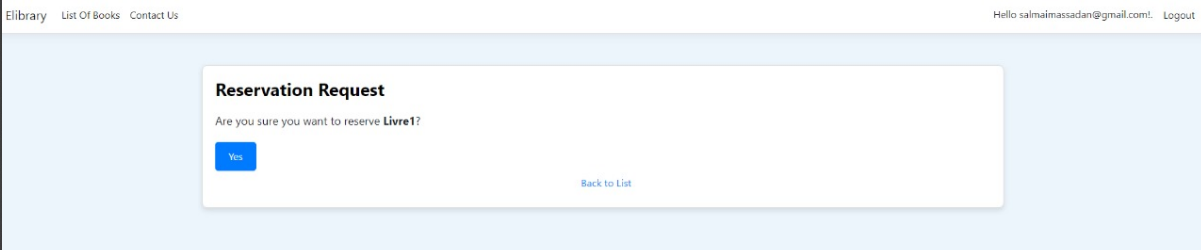 Elibrary List Of Books Contact Us Hello salmaimassadan@gmail.com!. Logout
Reservation Request
Are you sure you want to reserve Livre1?
Yes
Back to List